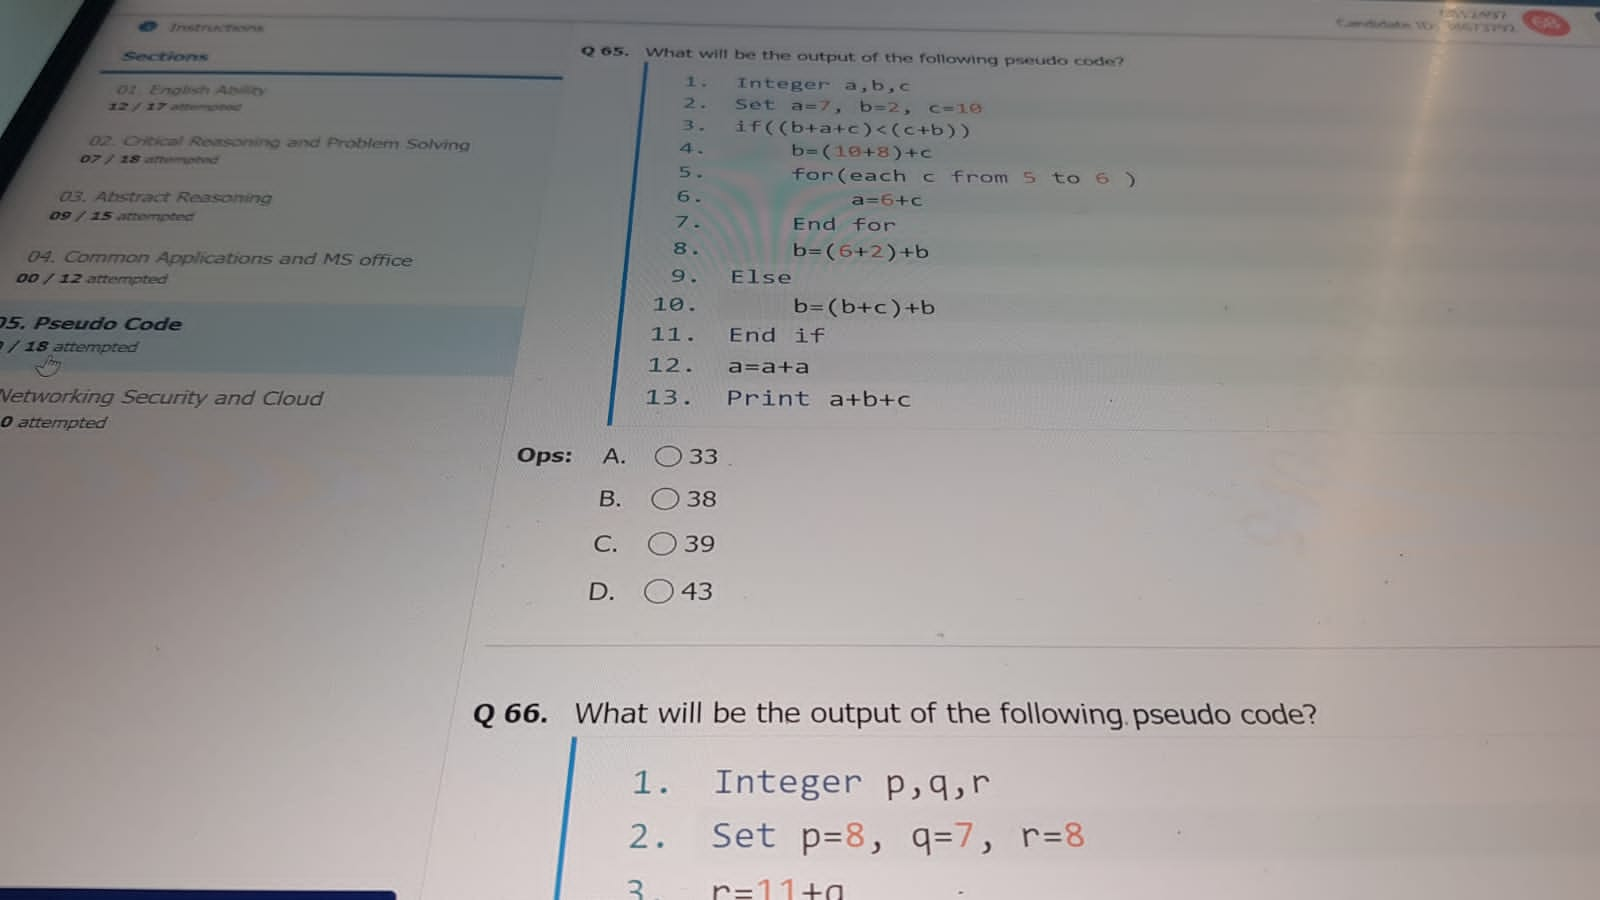 Instructions
Sections
01. English Ability
12 / 17 attempted
02. Critical Reasoning and Problem Solving
07 / 18 attempted
03. Abstract Reasoning
09 / 15 attempted
04. Common Applications and MS office
00 / 12 attempted
05. Pseudo Code
/ 18 attempted
Networking Security and Cloud
0 attempted
Candidate ID:
68
Q 65. What will be the output of the following pseudo code?
1. Integer a,b,c
2. Set a=7, b=2, c=10
3. if((b+a+c)<(c+b))
4. b=(10+8)+c
5. for(each c from 5 to 6 )
6. a=6+c
7. End for
8. b=(6+2)+b
9. Else
10. b=(b+c)+b
11. End if
12. a=a+a
13. Print a+b+c
Ops: A. 33
B. 38
C. 39
D. 43
Q 66. What will be the output of the following pseudo code?
1. Integer p,q,r
2. Set p=8, q=7, r=8
3. r=11+q